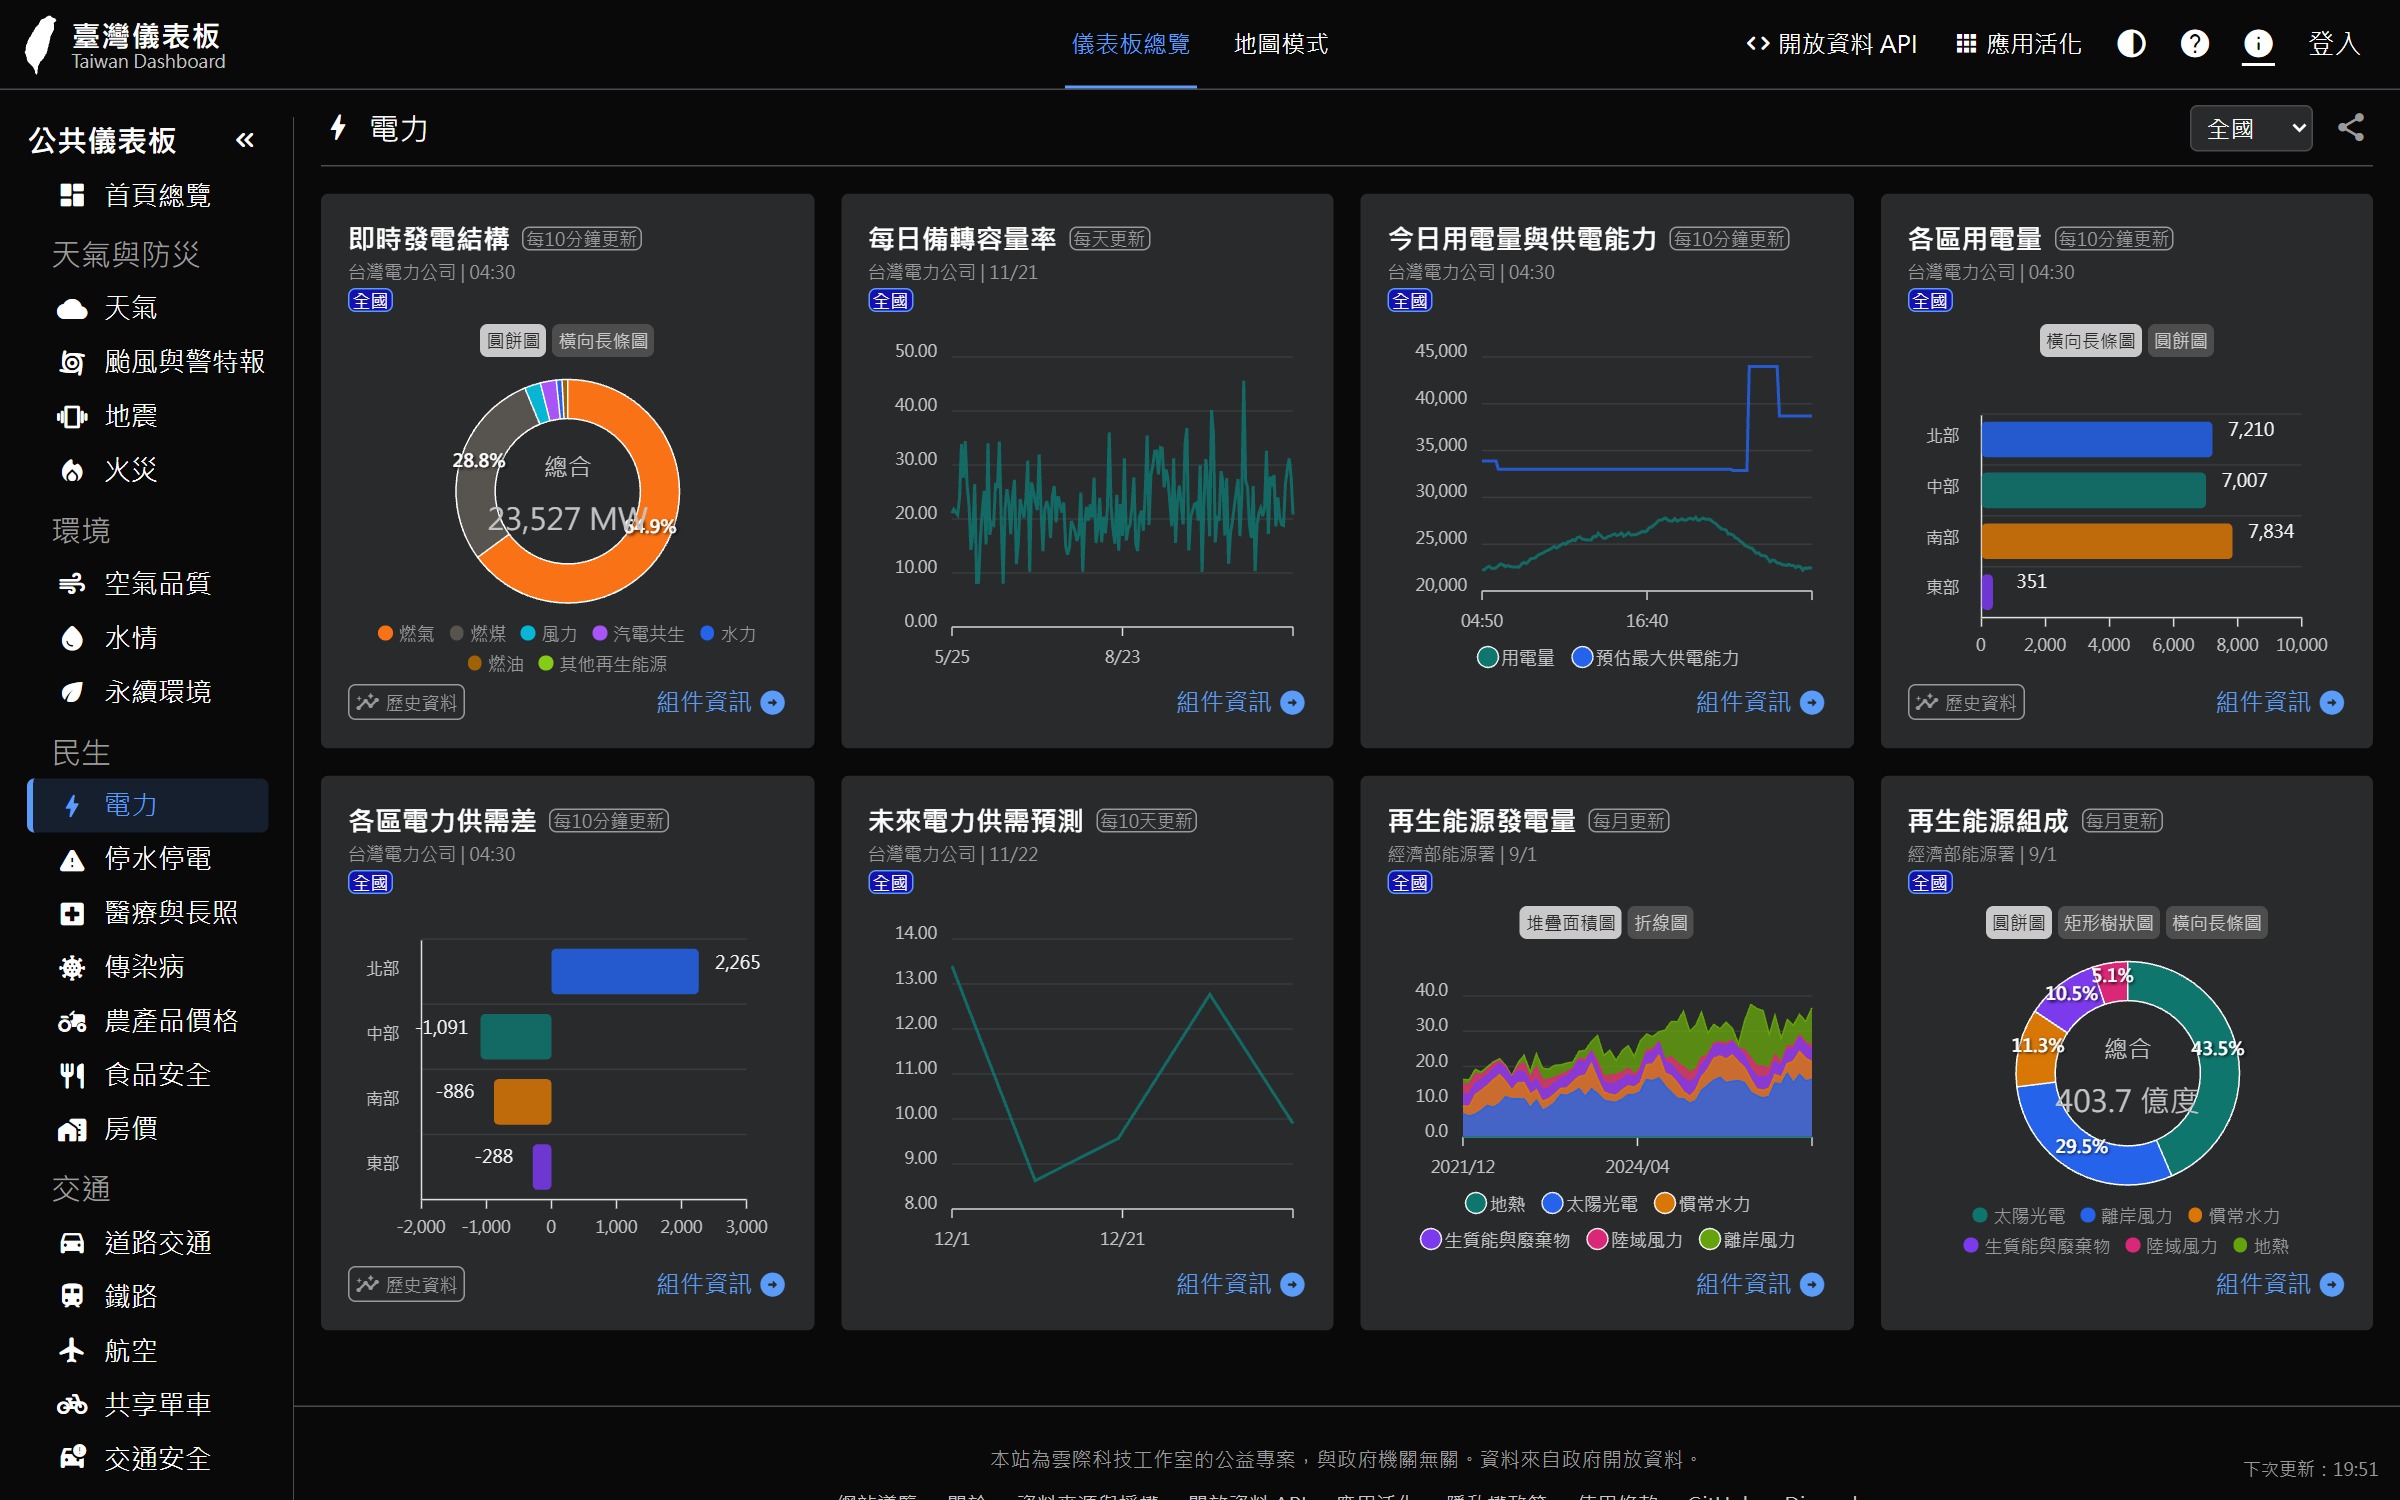 臺灣儀表板
Taiwan Dashboard
儀表板總覽
地圖模式
開放資料 API
應用活化
登入
公共儀表板
首頁總覽
天氣與防災
天氣
颱風與警特報
地震
火災
環境
空氣品質
水情
永續環境
民生
電力
停水停電
醫療與長照
傳染病
農產品價格
食品安全
房價
交通
道路交通
鐵路
航空
共享單車
交通安全
電力
全國
即時發電結構 每10分鐘更新
台灣電力公司 | 04:30
全國
圓餅圖 橫向長條圖
28.8%
總合
23,527 MW
64.9%
燃氣 燃煤 風力 汽電共生 水力
燃油 其他再生能源
歷史資料 組件資訊
每日備轉容量率 每天更新
台灣電力公司 | 11/21
全國
50.00
40.00
30.00
20.00
10.00
0.00
5/25 8/23
組件資訊
今日用電量與供電能力 每10分鐘更新
台灣電力公司 | 04:30
全國
45,000
40,000
35,000
30,000
25,000
20,000
04:50 16:40
用電量 預估最大供電能力
組件資訊
各區用電量 每10分鐘更新
台灣電力公司 | 04:30
全國
橫向長條圖 圓餅圖
北部 7,210
中部 7,007
南部 7,834
東部 351
0 2,000 4,000 6,000 8,000 10,000
歷史資料 組件資訊
各區電力供需差 每10分鐘更新
台灣電力公司 | 04:30
全國
北部 2,265
中部 -1,091
南部 -886
東部 -288
-2,000 -1,000 0 1,000 2,000 3,000
歷史資料 組件資訊
未來電力供需預測 每10天更新
台灣電力公司 | 11/22
全國
14.00
13.00
12.00
11.00
10.00
9.00
8.00
12/1 12/21
組件資訊
再生能源發電量 每月更新
經濟部能源署 | 9/1
全國
堆疊面積圖 折線圖
40.0
30.0
20.0
10.0
0.0
2021/12 2024/04
地熱 太陽光電 慣常水力
生質能與廢棄物 陸域風力 離岸風力
組件資訊
再生能源組成 每月更新
經濟部能源署 | 9/1
全國
圓餅圖 矩形樹狀圖 橫向長條圖
5.1%
10.5%
11.3%
總合
43.5%
403.7 億度
29.5%
太陽光電 離岸風力 慣常水力
生質能與廢棄物 陸域風力 地熱
組件資訊
本站為雲際科技工作室的公益專案，與政府機關無關。資料來自政府開放資料。
下次更新：19:51